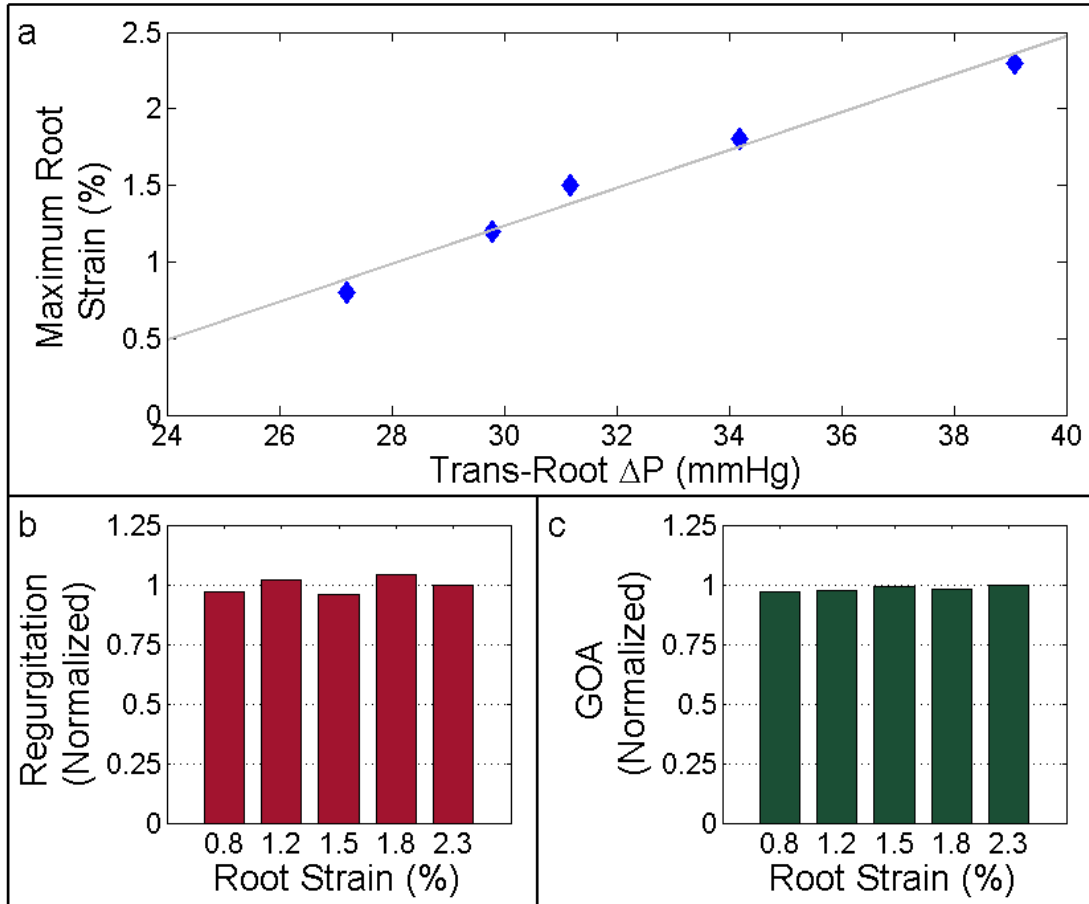 a
Maximum Root
Strain (%)
2.5
2
1.5
1
0.5
0
24 26 28 30 32 34 36 38 40
Trans-Root ΔP (mmHg)
b
Regurgitation
(Normalized)
1.25
1
0.75
0.5
0.25
0
0.8 1.2 1.5 1.8 2.3
Root Strain (%)
c
GOA
(Normalized)
1.25
1
0.75
0.5
0.25
0
0.8 1.2 1.5 1.8 2.3
Root Strain (%)